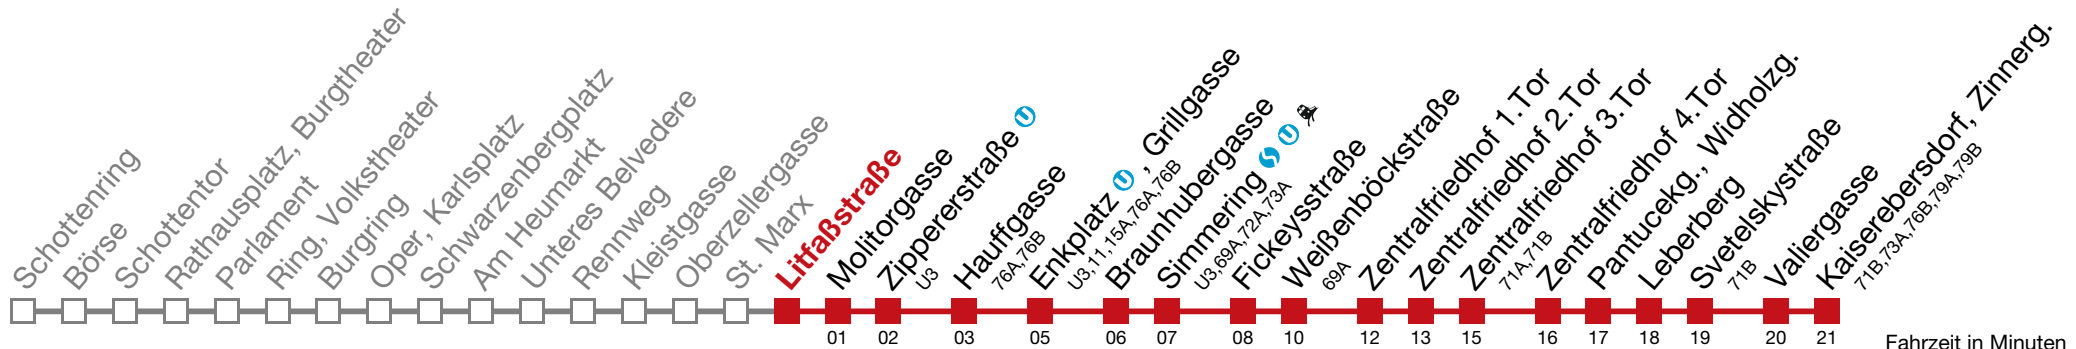 Schottenring
Börse
Schottentor
Rathausplatz, Burgtheater
Parlament
Ring, Volkstheater
Burgring
Oper, Karlsplatz
Schwarzenbergplatz
Am Heumarkt
Unteres Belvedere
Rennweg
Kleistgasse
Oberzellergasse
St. Marx
Litfaßstraße
Molitorgasse
Zippererstraße U
U3
Hauffgasse
76A,76B
Enkplatz U, Grillgasse
U3,11,15A,76A,76B
Braunhubergasse
Simmering S U
U3,69A,72A,73A
Fickeysstraße
Weißenböckstraße
69A
Zentralfriedhof 1.Tor
Zentralfriedhof 2.Tor
Zentralfriedhof 3.Tor
71A,71B
Zentralfriedhof 4.Tor
Pantucekg., Widholzg.
Leberberg
Svetelskystraße
71B
Valiergasse
Kaiserebersdorf, Zinnerg.
71B,73A,76B,79A,79B
01 02 03 05 06 07 08 10 12 13 15 16 17 18 19 20 21 Fahrzeit in Minuten